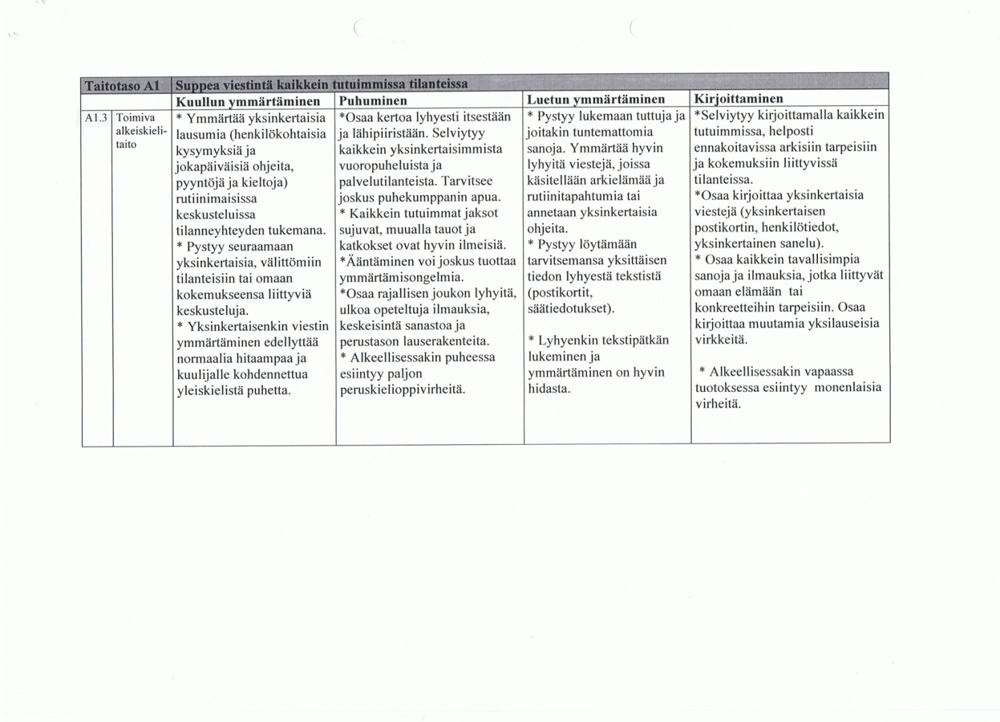 Taitotaso A1
Suppea viestintä kaikkein tutuimmissa tilanteissa
Kuullun ymmärtäminen
Puhuminen
Luetun ymmärtäminen
Kirjoittaminen
A1.3
Toimiva
alkeiskieli-
taito
* Ymmärtää yksinkertaisia
lausumia (henkilökohtaisia
kysymyksiä ja
jokapäiväisiä ohjeita,
pyyntöjä ja kieltoja)
rutiinimaisissa
keskusteluissa
tilanneyhteyden tukemana.
* Pystyy seuraamaan
yksinkertaisia, välittömiin
tilanteisiin tai omaan
kokemukseensa liittyviä
keskusteluja.
* Yksinkertaisenkin viestin
ymmärtäminen edellyttää
normaalia hitaampaa ja
kuulijalle kohdennettua
yleiskielistä puhetta.
*Osaa kertoa lyhyesti itsestään
ja lähipiiristään. Selviytyy
kaikkein yksinkertaisimmista
vuoropuheluista ja
palvelutilanteista. Tarvitsee
joskus puhekumppanin apua.
* Kaikkein tutuimmat jaksot
sujuvat, muualla tauot ja
katkokset ovat hyvin ilmeisiä.
*Ääntäminen voi joskus tuottaa
ymmärtämisongelmia.
*Osaa rajallisen joukon lyhyitä,
ulkoa opeteltuja ilmauksia,
keskeisintä sanastoa ja
perustason lauserakenteita.
* Alkeellisessakin puheessa
esiintyy paljon
peruskielioppivirheitä.
* Pystyy lukemaan tuttuja ja
joitakin tuntemattomia
sanoja. Ymmärtää hyvin
lyhyitä viestejä, joissa
käsitellään arkielämää ja
rutiinitapahtumia tai
annetaan yksinkertaisia
ohjeita.
* Pystyy löytämään
tarvitsemansa yksittäisen
tiedon lyhyestä tekstistä
(postikortit,
säätiedotukset).
* Lyhyenkin tekstipätkän
lukeminen ja
ymmärtäminen on hyvin
hidasta.
*Selviytyy kirjoittamalla kaikkein
tutuimmissa, helposti
ennakoitavissa arkisiin tarpeisiin
ja kokemuksiin liittyvissä
tilanteissa.
*Osaa kirjoittaa yksinkertaisia
viestejä (yksinkertaisen
postikortin, henkilötiedot,
yksinkertainen sanelu).
* Osaa kaikkein tavallisimpia
sanoja ja ilmauksia, jotka liittyvät
omaan elämään tai
konkreetteihin tarpeisiin. Osaa
kirjoittaa muutamia yksilauseisia
virkkeitä.
* Alkeellisessakin vapaassa
tuotoksessa esiintyy monenlaisia
virheitä.